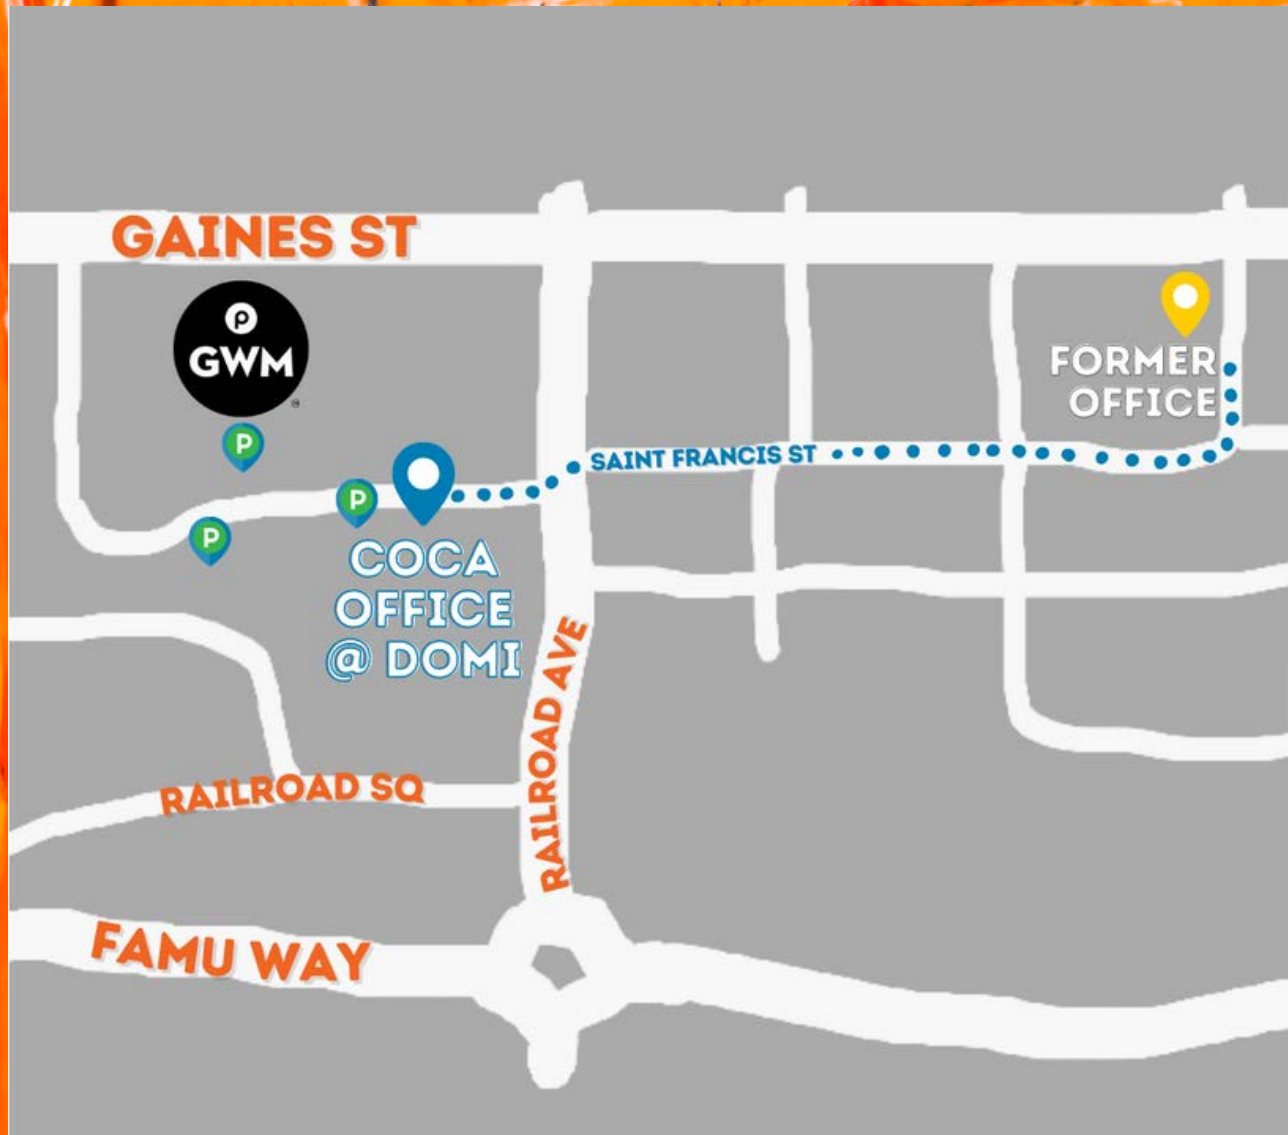 GAINES ST
p
GWM
®
FORMER
OFFICE
SAINT FRANCIS ST
P
P
P
COCA
OFFICE
@ DOMI
RAILROAD AVE
RAILROAD SQ
FAMU WAY